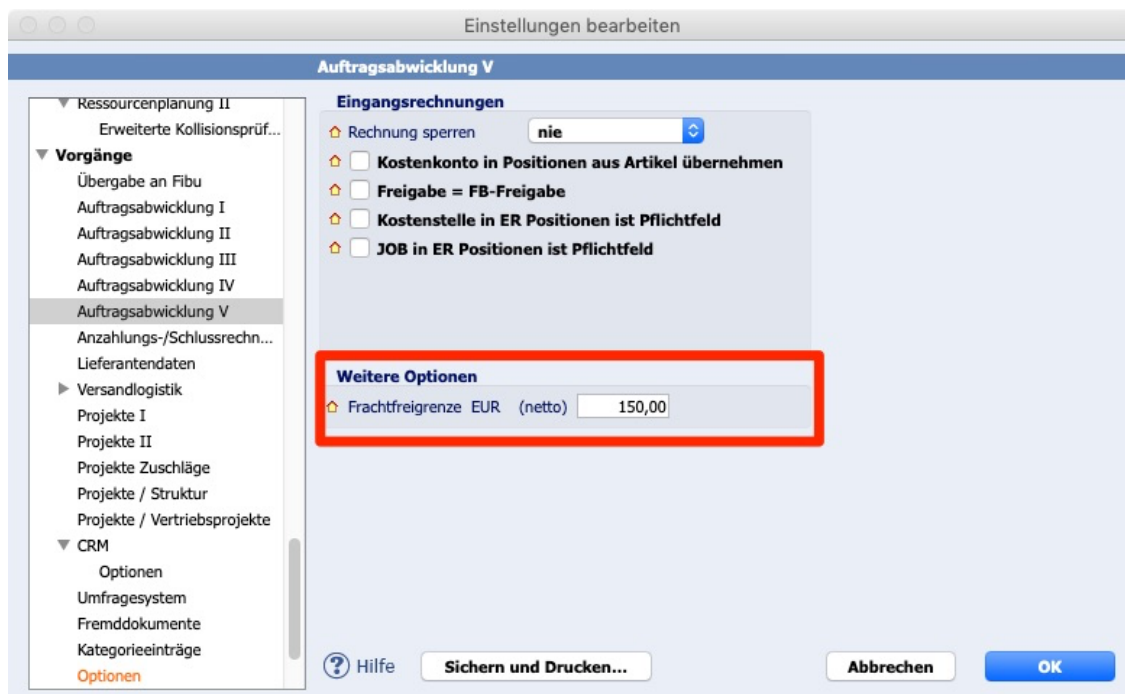 Einstellungen bearbeiten
Auftragsabwicklung V
Ressourcenplanung II
Erweiterte Kollisionsprüf...
Vorgänge
Übergabe an Fibu
Auftragsabwicklung I
Auftragsabwicklung II
Auftragsabwicklung III
Auftragsabwicklung IV
Auftragsabwicklung V
Anzahlungs-/Schlussrechn...
Lieferantendaten
Versandlogistik
Projekte I
Projekte II
Projekte Zuschläge
Projekte / Struktur
Projekte / Vertriebsprojekte
CRM
Optionen
Umfragesystem
Fremddokumente
Kategorieeinträge
Optionen
Eingangsrechnungen
Rechnung sperren nie
Kostenkonto in Positionen aus Artikel übernehmen
Freigabe = FB-Freigabe
Kostenstelle in ER Positionen ist Pflichtfeld
JOB in ER Positionen ist Pflichtfeld
Weitere Optionen
Frachtfreigrenze EUR (netto) 150,00
? Hilfe Sichern und Drucken... Abbrechen OK